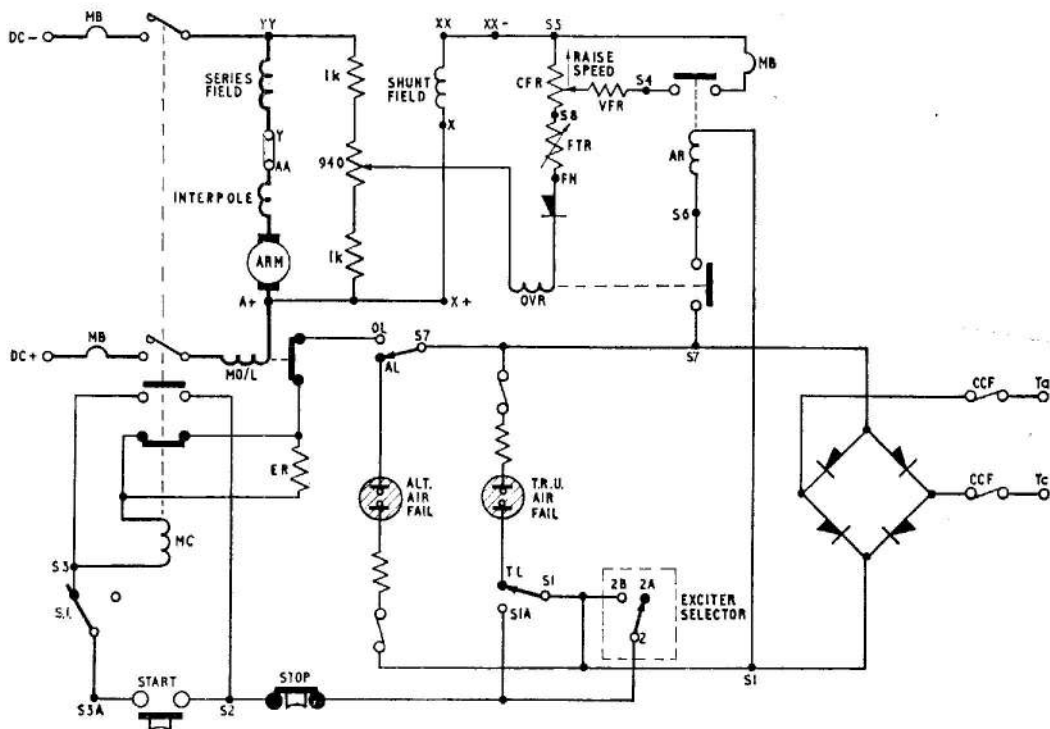 MB
YY
XX
XX-
S5
DC-
RAISE
SPEED
MB
1k
SERIES
FIELD
SHUNT
FIELD
CFR
S4
VFR
X
S8
Y
FTR
AR
AA
940
FN
INTERPOLE
S6
ARM
1k
OVR
A+
X+
MB
OL
S7
DC+
MO/L
AL
S7
CCF
Ta
ER
ALT.
AIR
FAIL
T.R.U.
AIR
FAIL
CCF
Tc
MC
S3
TL
S1
2B
2A
EXCITER
SELECTOR
S.I.
S1A
2
START
STOP
S1
S3A
S2